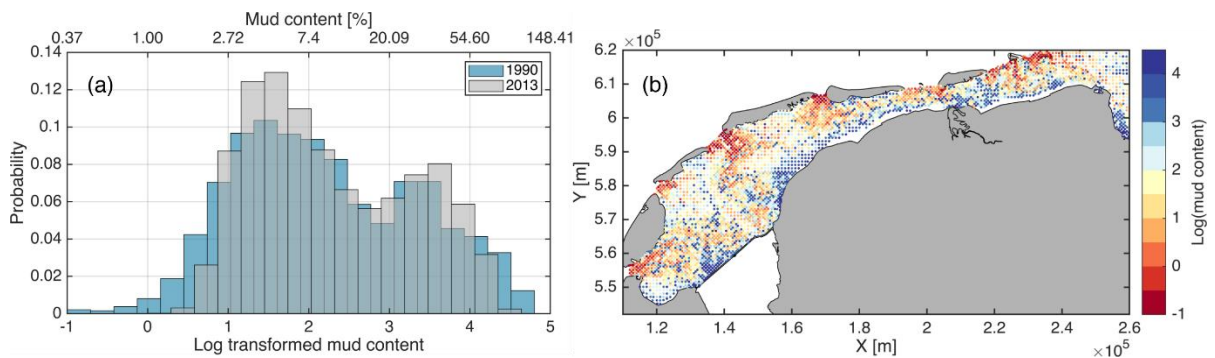 Mud content [%]
0.37 1.00 2.72 7.4 20.09 54.60 148.41
0.14
0.12
0.1
0.08
0.06
0.04
0.02
0
Probability
(a)
1990
2013
-1 0 1 2 3 4 5
Log transformed mud content
×10⁵
6.2
6.1
6
5.9
5.8
5.7
5.6
5.5
Y [m]
(b)
1.2 1.4 1.6 1.8 2 2.2 2.4 2.6
X [m]
×10⁵
4
3
2
1
0
-1
Log(mud content)